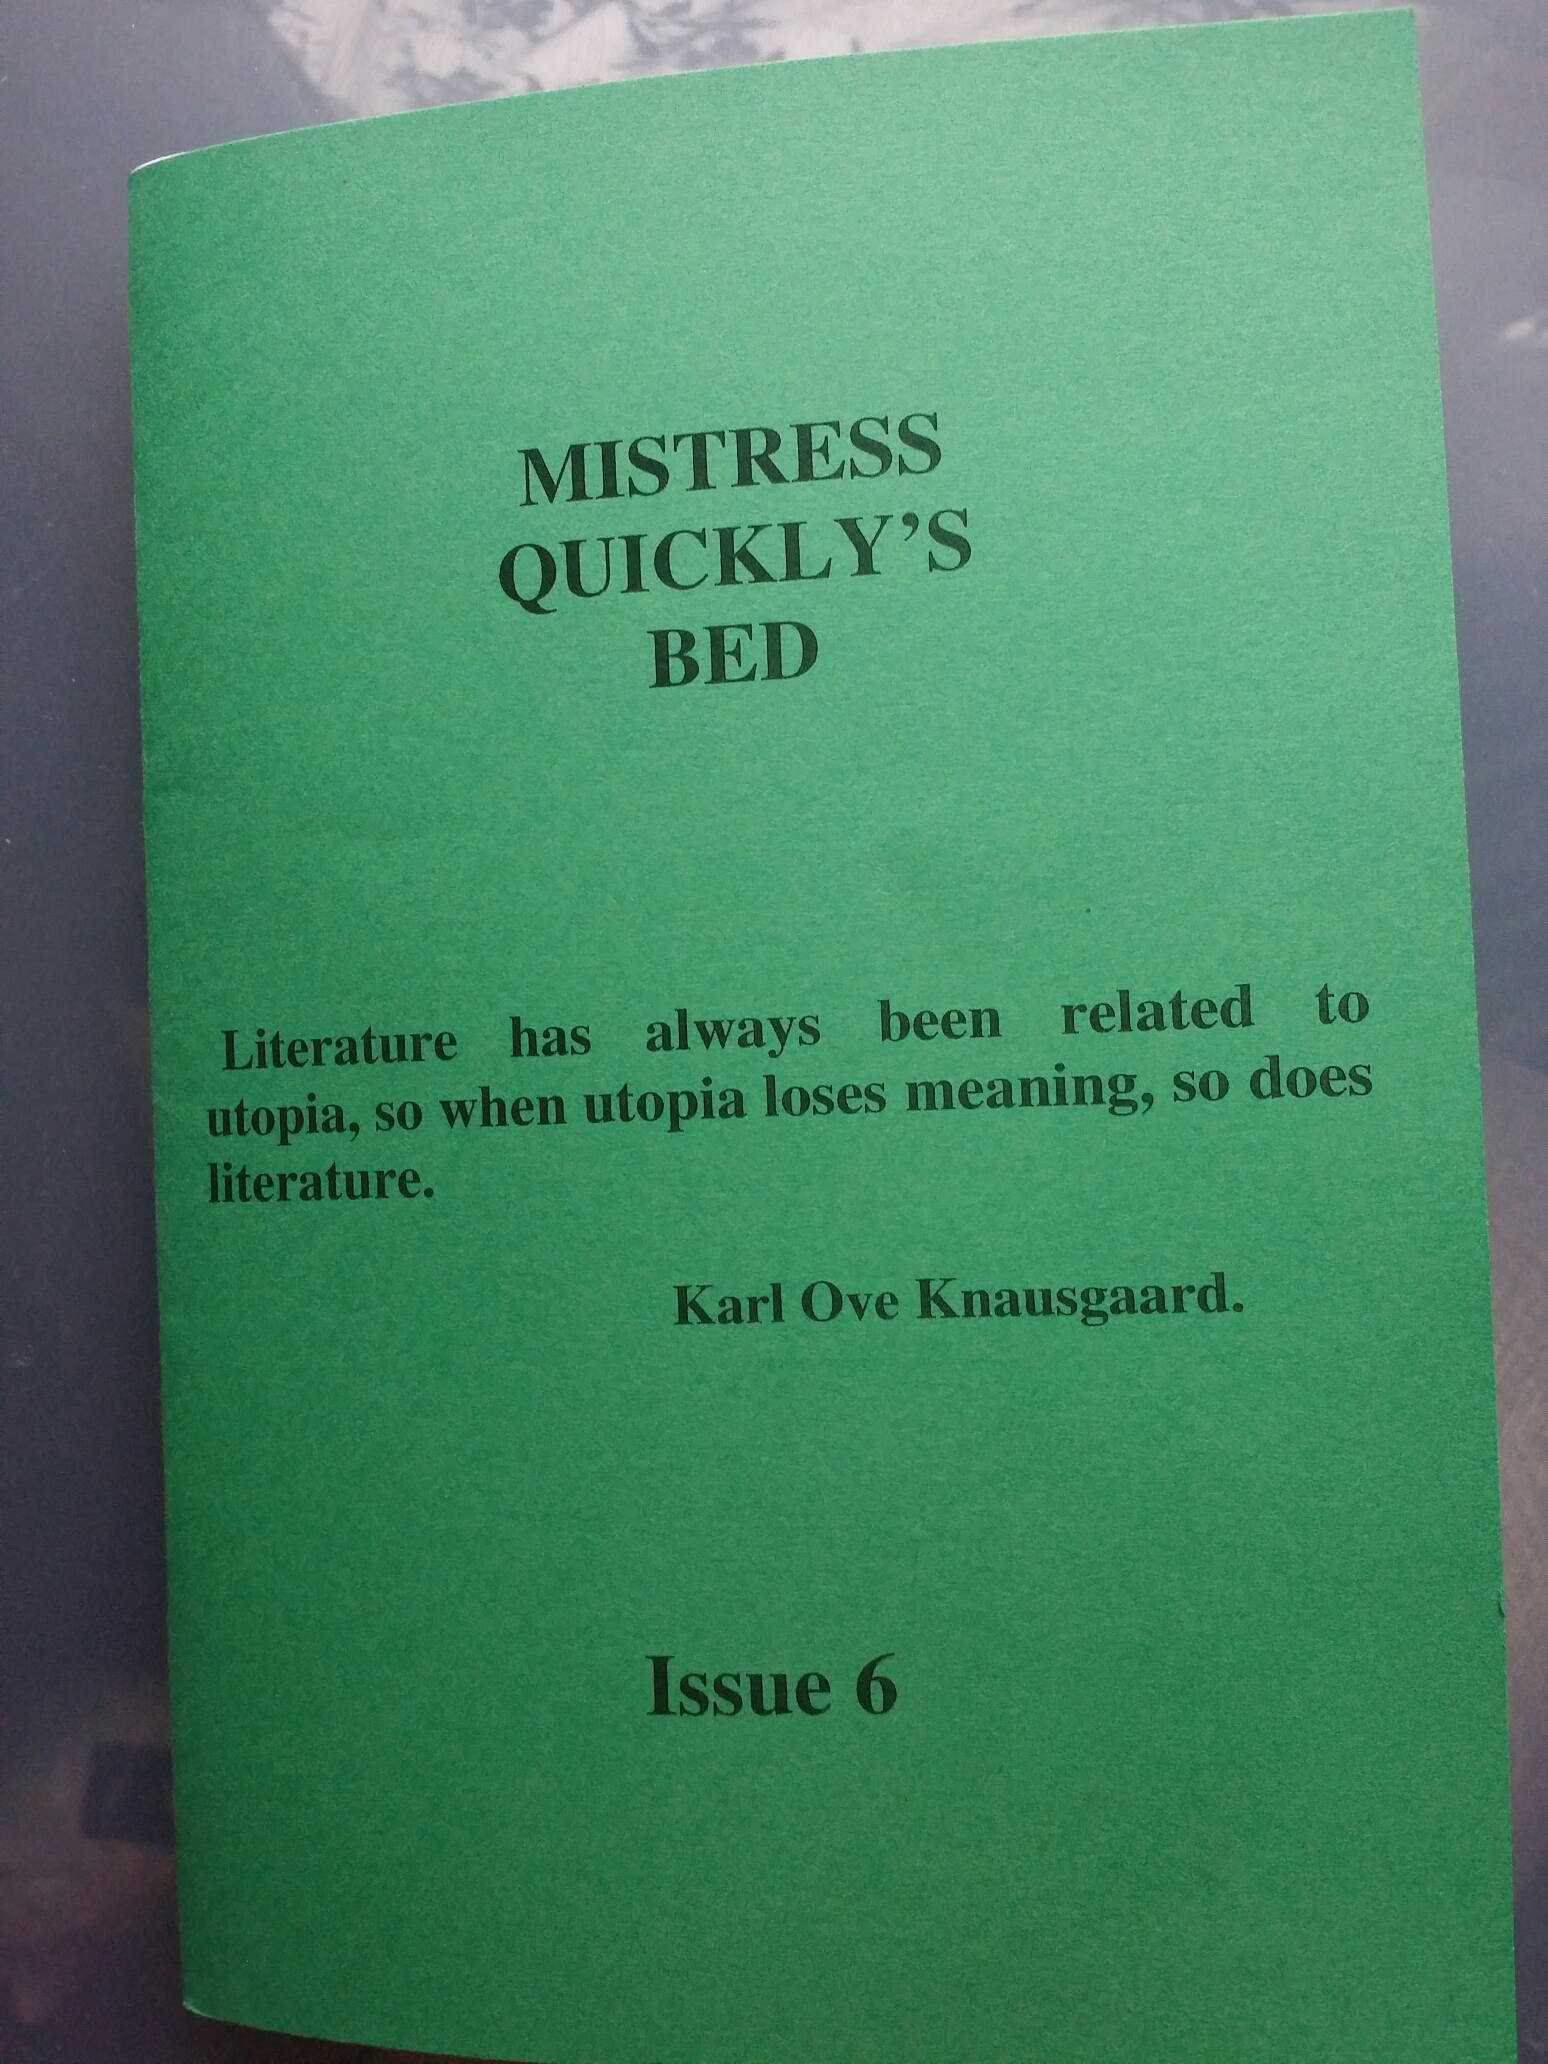 MISTRESS
QUICKLY’S
BED
Literature has always been related to
utopia, so when utopia loses meaning, so does
literature.
Karl Ove Knausgaard.
Issue 6